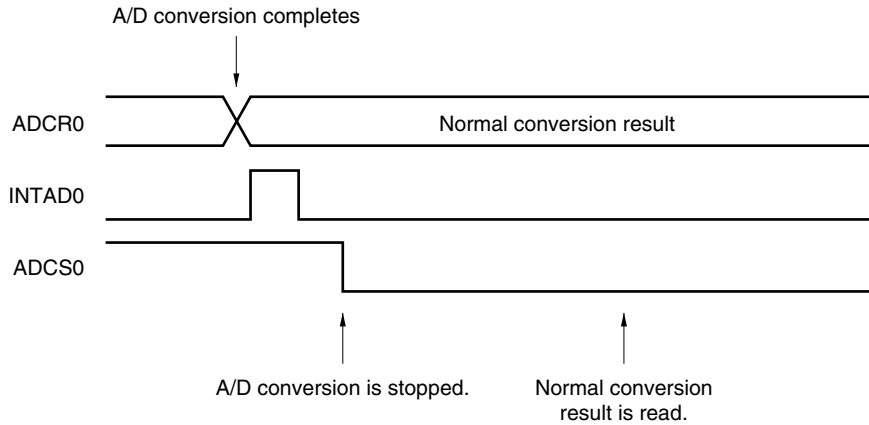 A/D conversion completes
ADCR0
Normal conversion result
INTAD0
ADCS0
A/D conversion is stopped.
Normal conversion
result is read.